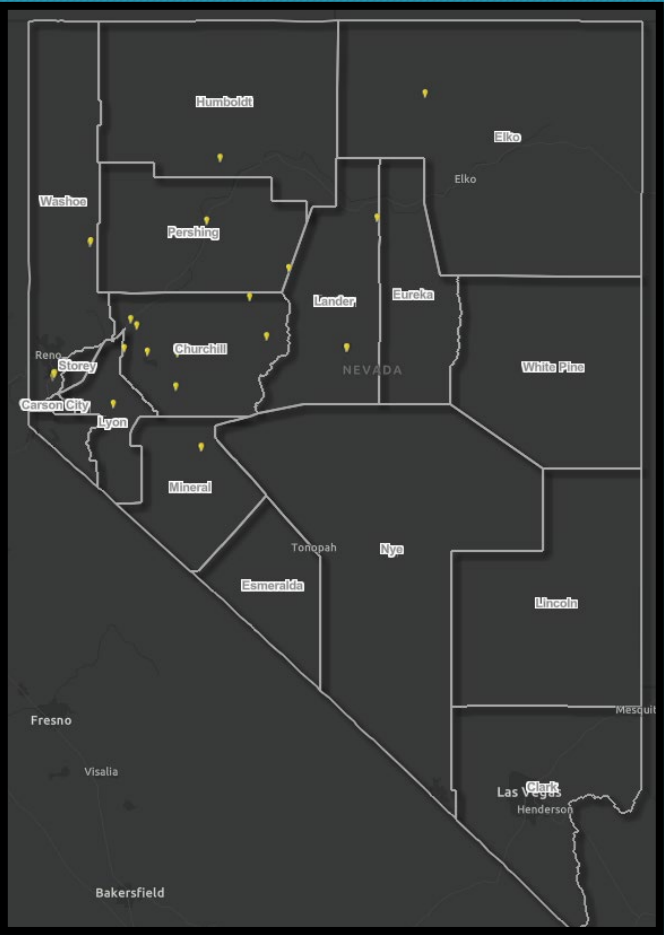 Humboldt
Elko
Elko
Washoe
Pershing
Eureka
Lander
Churchill
Reno
Storey
White Pine
NEVADA
Carson City
Lyon
Mineral
Tonopah
Nye
Esmeralda
Lincoln
Mesquit
Fresno
Visalia
Clark
Las Vegas
Henderson
Bakersfield